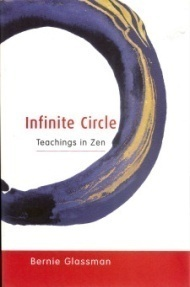 Infinite Circle
Teachings in Zen
Bernie Glassman